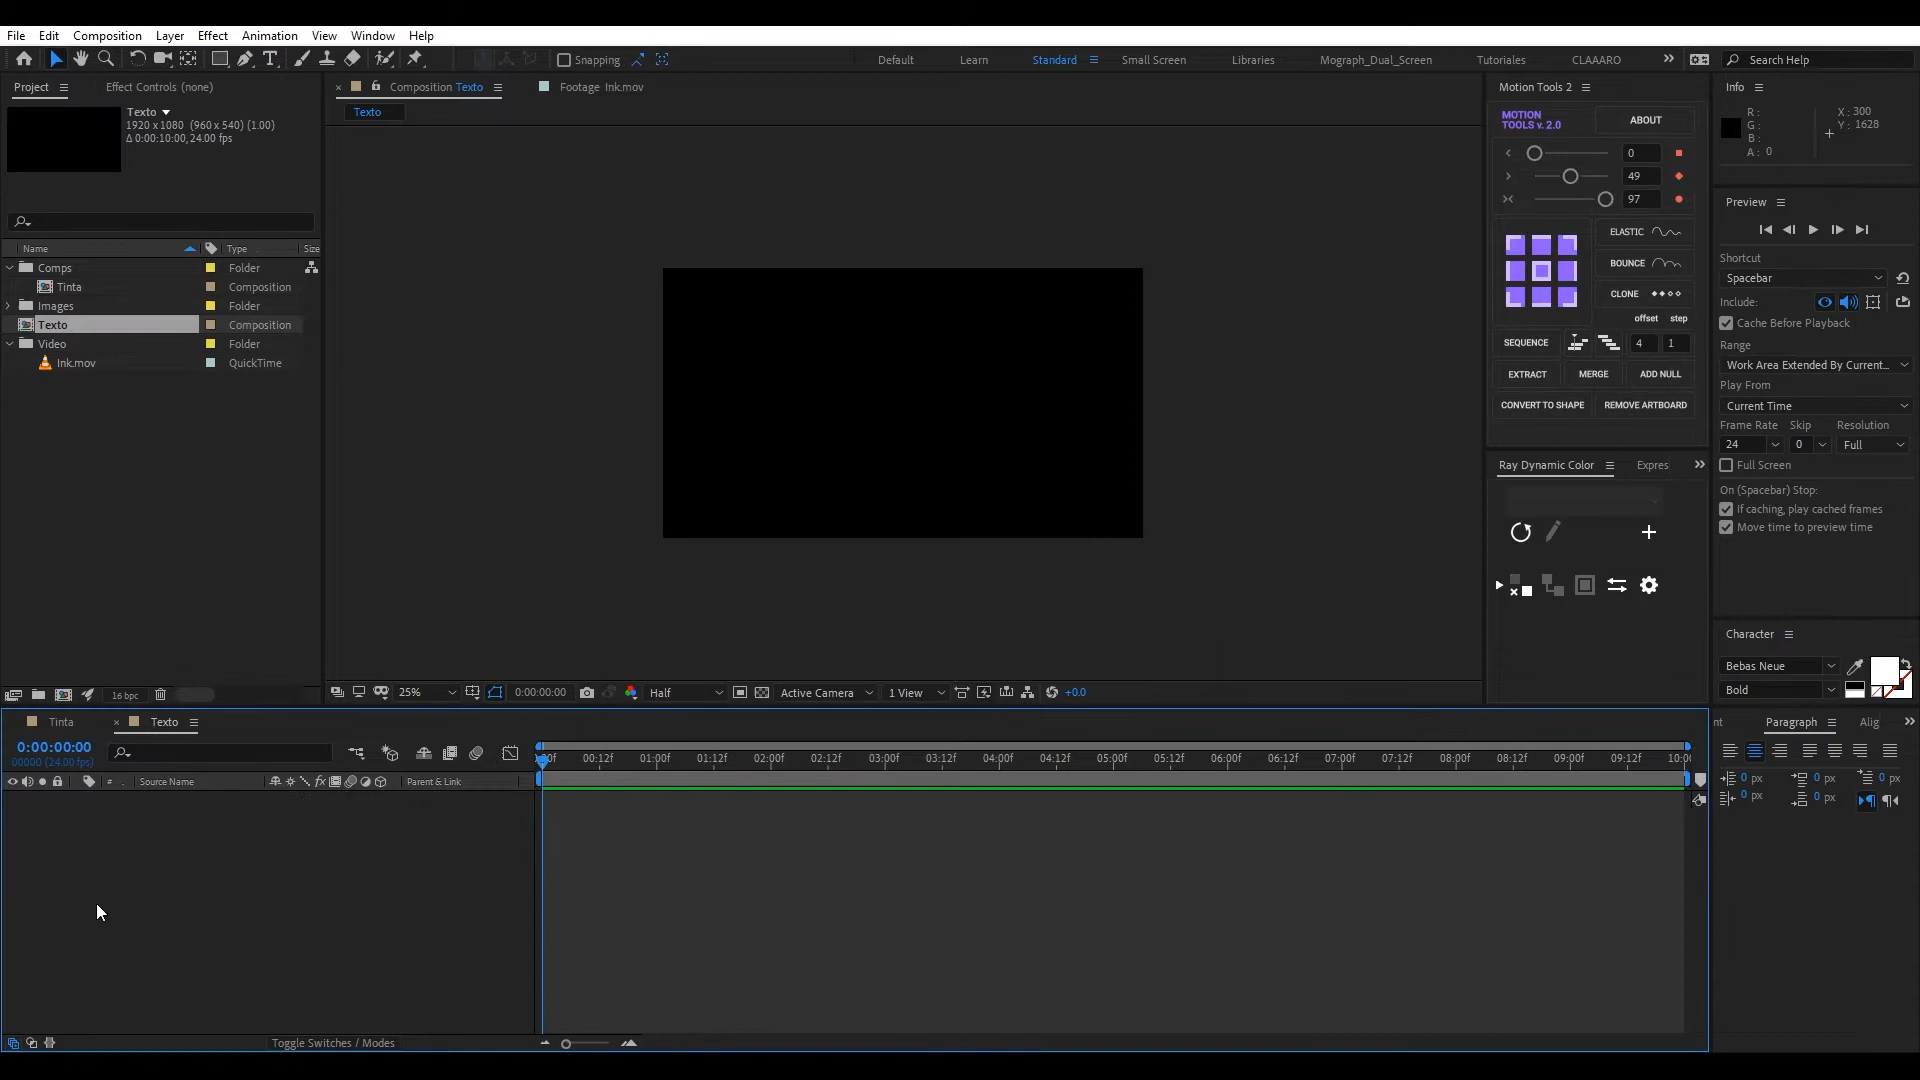 File Edit Composition Layer Effect Animation View Window Help
Snapping Default Learn Standard Small Screen Libraries Mograph_Dual_Screen Tutoriales CLAAARO Search Help
Project Effect Controls (none)
Texto
1920 x 1080 (960 x 540) (1.00)
Δ 0:00:10:00, 24.00 fps
Name Type Size
Comps Folder
Tinta Composition
Images Folder
Texto Composition
Video Folder
Ink.mov QuickTime
16 bpc
Composition Texto Footage Ink.mov
Texto
25% 0:00:00:00 Half Active Camera 1 View +0.0
Motion Tools 2
MOTION
TOOLS v. 2.0
ABOUT
0
49
97
ELASTIC
BOUNCE
CLONE
offset step
SEQUENCE 4 1
EXTRACT MERGE ADD NULL
CONVERT TO SHAPE REMOVE ARTBOARD
Ray Dynamic Color Expres
Info
R :
G :
B :
A : 0
X : 300
Y : 1628
Preview
Shortcut
Spacebar
Include:
Cache Before Playback
Range
Work Area Extended By Current...
Play From
Current Time
Frame Rate Skip Resolution
24 0 Full
Full Screen
On (Spacebar) Stop:
If caching, play cached frames
Move time to preview time
Character
Bebas Neue
Bold
nt Paragraph Alig
0 px 0 px 0 px
0 px 0 px
Tinta Texto
0:00:00:00
00000 (24.00 fps)
# . Source Name Parent & Link
00:12f 01:00f 01:12f 02:00f 02:12f 03:00f 03:12f 04:00f 04:12f 05:00f 05:12f 06:00f 06:12f 07:00f 07:12f 08:00f 08:12f 09:00f 09:12f 10:00
Toggle Switches / Modes